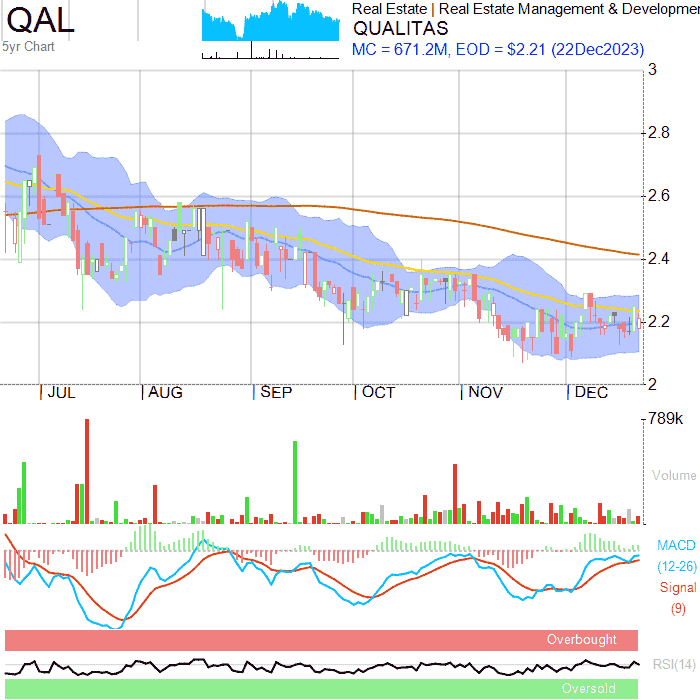 QAL
5yr Chart
Real Estate | Real Estate Management & Developmen
QUALITAS
MC = 671.2M, EOD = $2.21 (22Dec2023)
3
2.8
2.6
2.4
2.2
2
JUL AUG SEP OCT NOV DEC
789k
Volume
MACD
(12-26)
Signal
(9)
Overbought
RSI(14)
Oversold